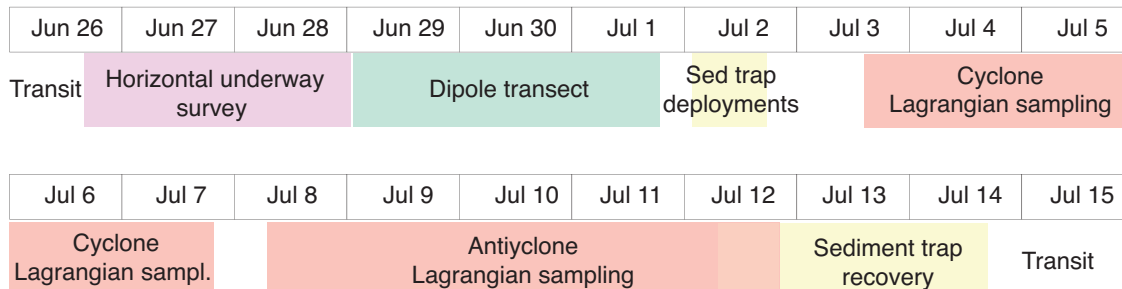 Jun 26 Jun 27 Jun 28 Jun 29 Jun 30 Jul 1 Jul 2 Jul 3 Jul 4 Jul 5
Transit
Horizontal underway
survey
Dipole transect
Sed trap
deployments
Cyclone
Lagrangian sampling
Jul 6 Jul 7 Jul 8 Jul 9 Jul 10 Jul 11 Jul 12 Jul 13 Jul 14 Jul 15
Cyclone
Lagrangian sampl.
Antiyclone
Lagrangian sampling
Sediment trap
recovery
Transit